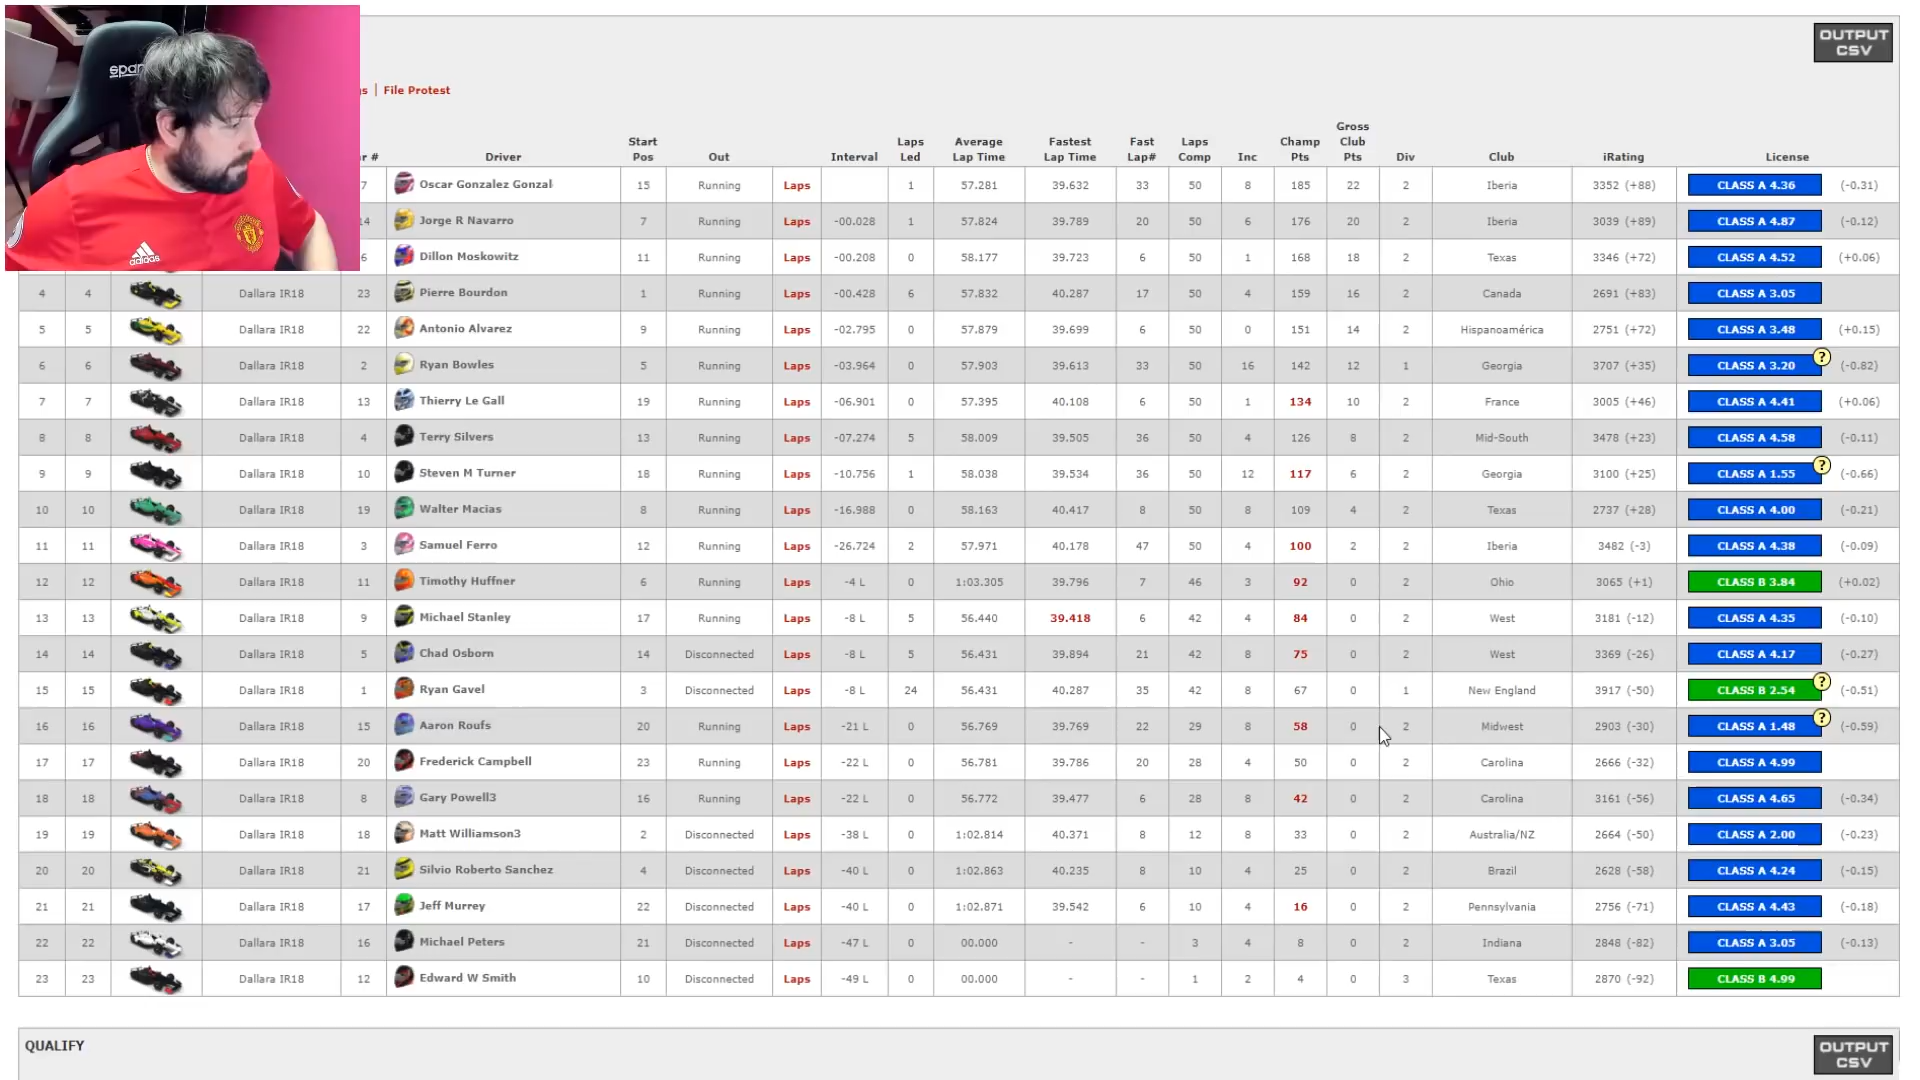 OUTPUT
CSV
spar
s | File Protest
r # Driver Start Pos Out Interval Laps Led Average Lap Time Fastest Lap Time Fast Lap# Laps Comp Inc Champ Pts Gross Club Pts Div Club iRating License
7 Oscar Gonzalez Gonzal 15 Running Laps 1 57.281 39.632 33 50 8 185 22 2 Iberia 3352 (+88) CLASS A 4.36 (-0.31)
14 Jorge R Navarro 7 Running Laps -00.028 1 57.824 39.789 20 50 6 176 20 2 Iberia 3039 (+89) CLASS A 4.87 (-0.12)
adidas
6 Dillon Moskowitz 11 Running Laps -00.208 0 58.177 39.723 6 50 1 168 18 2 Texas 3346 (+72) CLASS A 4.52 (+0.06)
4 4 Dallara IR18 23 Pierre Bourdon 1 Running Laps -00.428 6 57.832 40.287 17 50 4 159 16 2 Canada 2691 (+83) CLASS A 3.05
5 5 Dallara IR18 22 Antonio Alvarez 9 Running Laps -02.795 0 57.879 39.699 6 50 0 151 14 2 Hispanoamérica 2751 (+72) CLASS A 3.48 (+0.15)
6 6 Dallara IR18 2 Ryan Bowles 5 Running Laps -03.964 0 57.903 39.613 33 50 16 142 12 1 Georgia 3707 (+35) CLASS A 3.20 ? (-0.82)
7 7 Dallara IR18 13 Thierry Le Gall 19 Running Laps -06.901 0 57.395 40.108 6 50 1 134 10 2 France 3005 (+46) CLASS A 4.41 (+0.06)
8 8 Dallara IR18 4 Terry Silvers 13 Running Laps -07.274 5 58.009 39.505 36 50 4 126 8 2 Mid-South 3478 (+23) CLASS A 4.58 (-0.11)
9 9 Dallara IR18 10 Steven M Turner 18 Running Laps -10.756 1 58.038 39.534 36 50 12 117 6 2 Georgia 3100 (+25) CLASS A 1.55 ? (-0.66)
10 10 Dallara IR18 19 Walter Macias 8 Running Laps -16.988 0 58.163 40.417 8 50 8 109 4 2 Texas 2737 (+28) CLASS A 4.00 (-0.21)
11 11 Dallara IR18 3 Samuel Ferro 12 Running Laps -26.724 2 57.971 40.178 47 50 4 100 2 2 Iberia 3482 (-3) CLASS A 4.38 (-0.09)
12 12 Dallara IR18 11 Timothy Huffner 6 Running Laps -4 L 0 1:03.305 39.796 7 46 3 92 0 2 Ohio 3065 (+1) CLASS B 3.84 (+0.02)
13 13 Dallara IR18 9 Michael Stanley 17 Running Laps -8 L 5 56.440 39.418 6 42 4 84 0 2 West 3181 (-12) CLASS A 4.35 (-0.10)
14 14 Dallara IR18 5 Chad Osborn 14 Disconnected Laps -8 L 5 56.431 39.894 21 42 8 75 0 2 West 3369 (-26) CLASS A 4.17 (-0.27)
15 15 Dallara IR18 1 Ryan Gavel 3 Disconnected Laps -8 L 24 56.431 40.287 35 42 8 67 0 1 New England 3917 (-50) CLASS B 2.54 ? (-0.51)
16 16 Dallara IR18 15 Aaron Roufs 20 Running Laps -21 L 0 56.769 39.769 22 29 8 58 0 2 Midwest 2903 (-30) CLASS A 1.48 ? (-0.59)
17 17 Dallara IR18 20 Frederick Campbell 23 Running Laps -22 L 0 56.781 39.786 20 28 4 50 0 2 Carolina 2666 (-32) CLASS A 4.99
18 18 Dallara IR18 8 Gary Powell3 16 Running Laps -22 L 0 56.772 39.477 6 28 8 42 0 2 Carolina 3161 (-56) CLASS A 4.65 (-0.34)
19 19 Dallara IR18 18 Matt Williamson3 2 Disconnected Laps -38 L 0 1:02.814 40.371 8 12 8 33 0 2 Australia/NZ 2664 (-50) CLASS A 2.00 (-0.23)
20 20 Dallara IR18 21 Silvio Roberto Sanchez 4 Disconnected Laps -40 L 0 1:02.863 40.235 8 10 4 25 0 2 Brazil 2628 (-58) CLASS A 4.24 (-0.15)
21 21 Dallara IR18 17 Jeff Murrey 22 Disconnected Laps -40 L 0 1:02.871 39.542 6 10 4 16 0 2 Pennsylvania 2756 (-71) CLASS A 4.43 (-0.18)
22 22 Dallara IR18 16 Michael Peters 21 Disconnected Laps -47 L 0 00.000 - - 3 4 8 0 2 Indiana 2848 (-82) CLASS A 3.05 (-0.13)
23 23 Dallara IR18 12 Edward W Smith 10 Disconnected Laps -49 L 0 00.000 - - 1 2 4 0 3 Texas 2870 (-92) CLASS B 4.99
QUALIFY
OUTPUT
CSV